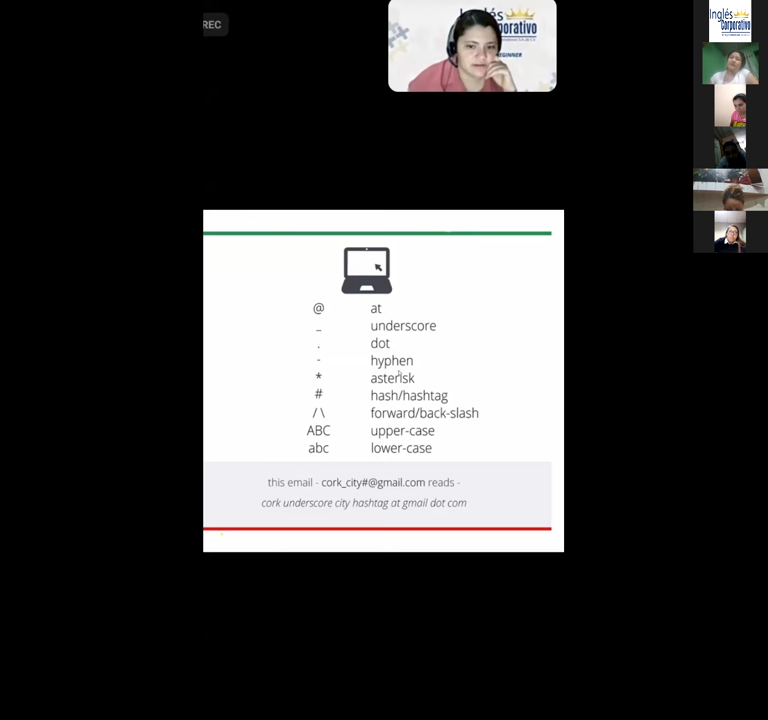 REC
Inglés
Corporativo
BEGINNER
Inglés
Corporativo
@ at
_ underscore
. dot
- hyphen
* asterisk
# hash/hashtag
/ \ forward/back-slash
ABC upper-case
abc lower-case
this email - cork_city#@gmail.com reads -
cork underscore city hashtag at gmail dot com